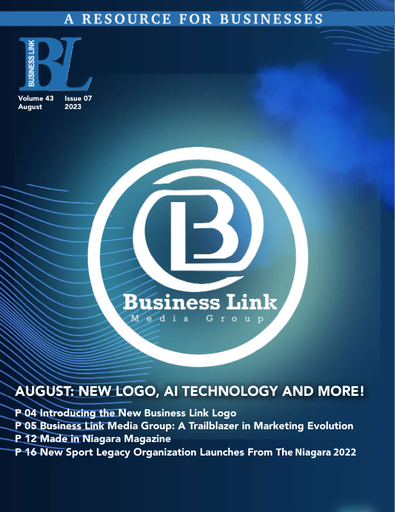 A RESOURCE FOR BUSINESSES
BUSINESS LINK
BL
Volume 43 Issue 07
August 2023
LB
Business Link
Media Group
AUGUST: NEW LOGO, AI TECHNOLOGY AND MORE!
P 04 Introducing the New Business Link Logo
P 05 Business Link Media Group: A Trailblazer in Marketing Evolution
P 12 Made in Niagara Magazine
P 16 New Sport Legacy Organization Launches From The Niagara 2022